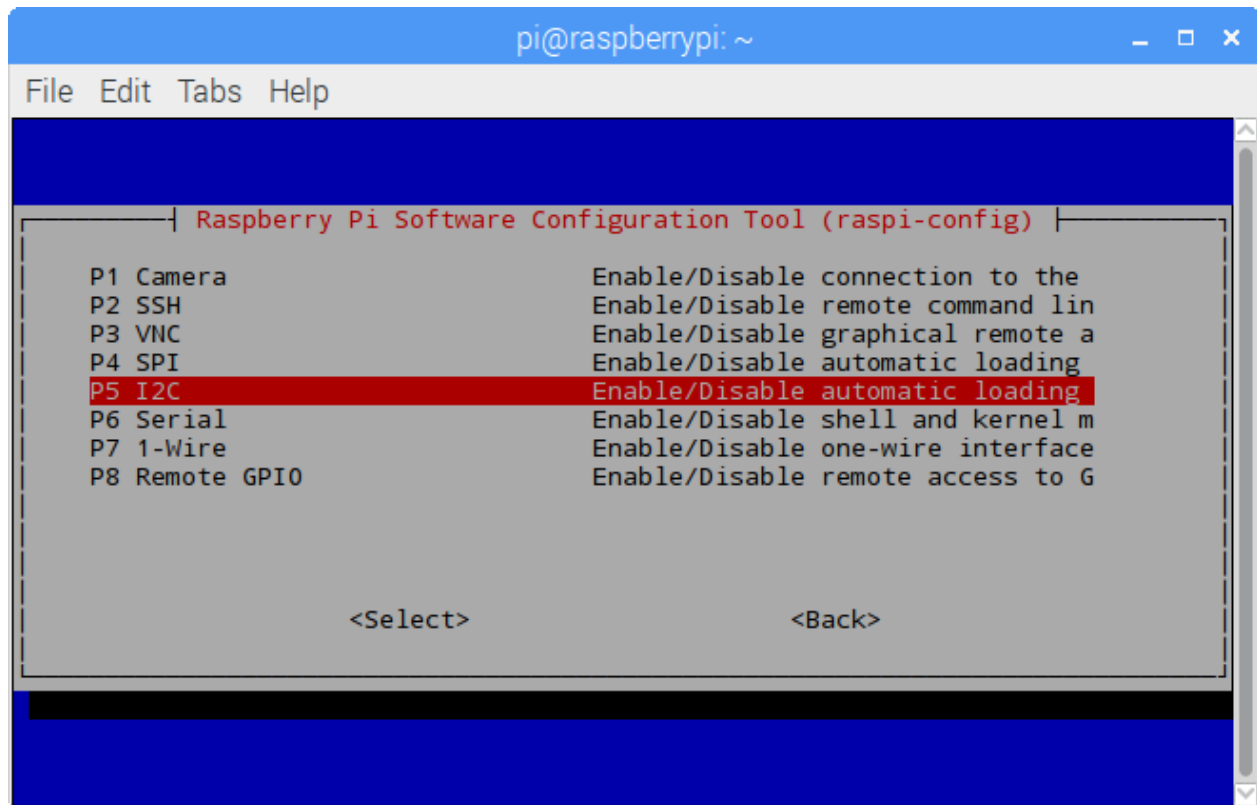 pi@raspberrypi: ~
File Edit Tabs Help
Raspberry Pi Software Configuration Tool (raspi-config)
P1 Camera Enable/Disable connection to the
P2 SSH Enable/Disable remote command lin
P3 VNC Enable/Disable graphical remote a
P4 SPI Enable/Disable automatic loading
P5 I2C Enable/Disable automatic loading
P6 Serial Enable/Disable shell and kernel m
P7 1-Wire Enable/Disable one-wire interface
P8 Remote GPIO Enable/Disable remote access to G
<Select> <Back>